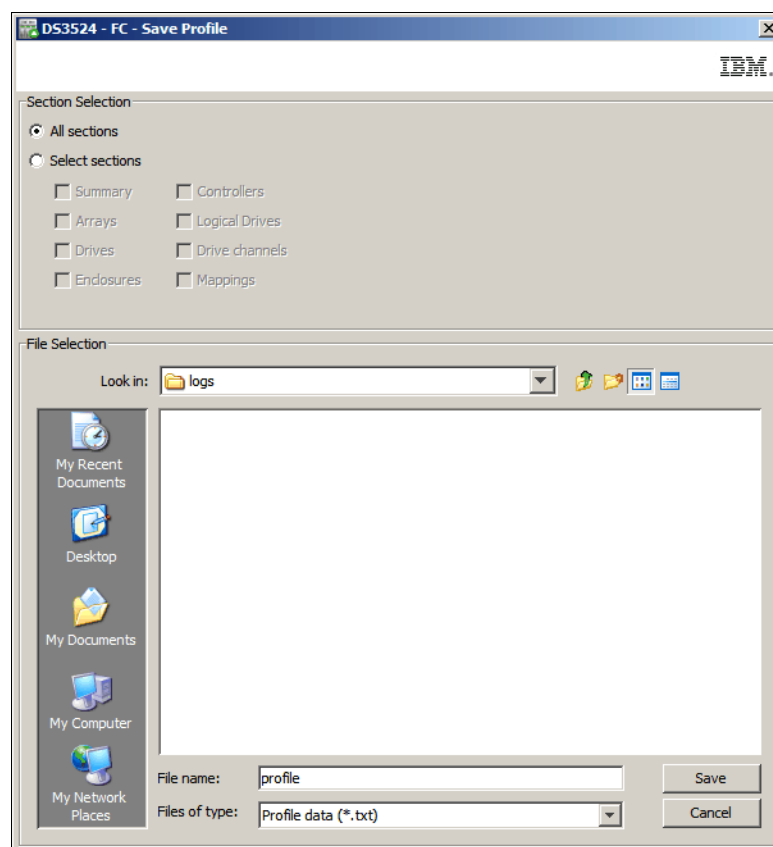 DS3524 - FC - Save Profile
IBM.
Section Selection
All sections
Select sections
Summary Controllers
Arrays Logical Drives
Drives Drive channels
Enclosures Mappings
File Selection
Look in: logs
My Recent
Documents
Desktop
My Documents
My Computer
My Network
Places
File name: profile Save
Files of type: Profile data (*.txt) Cancel